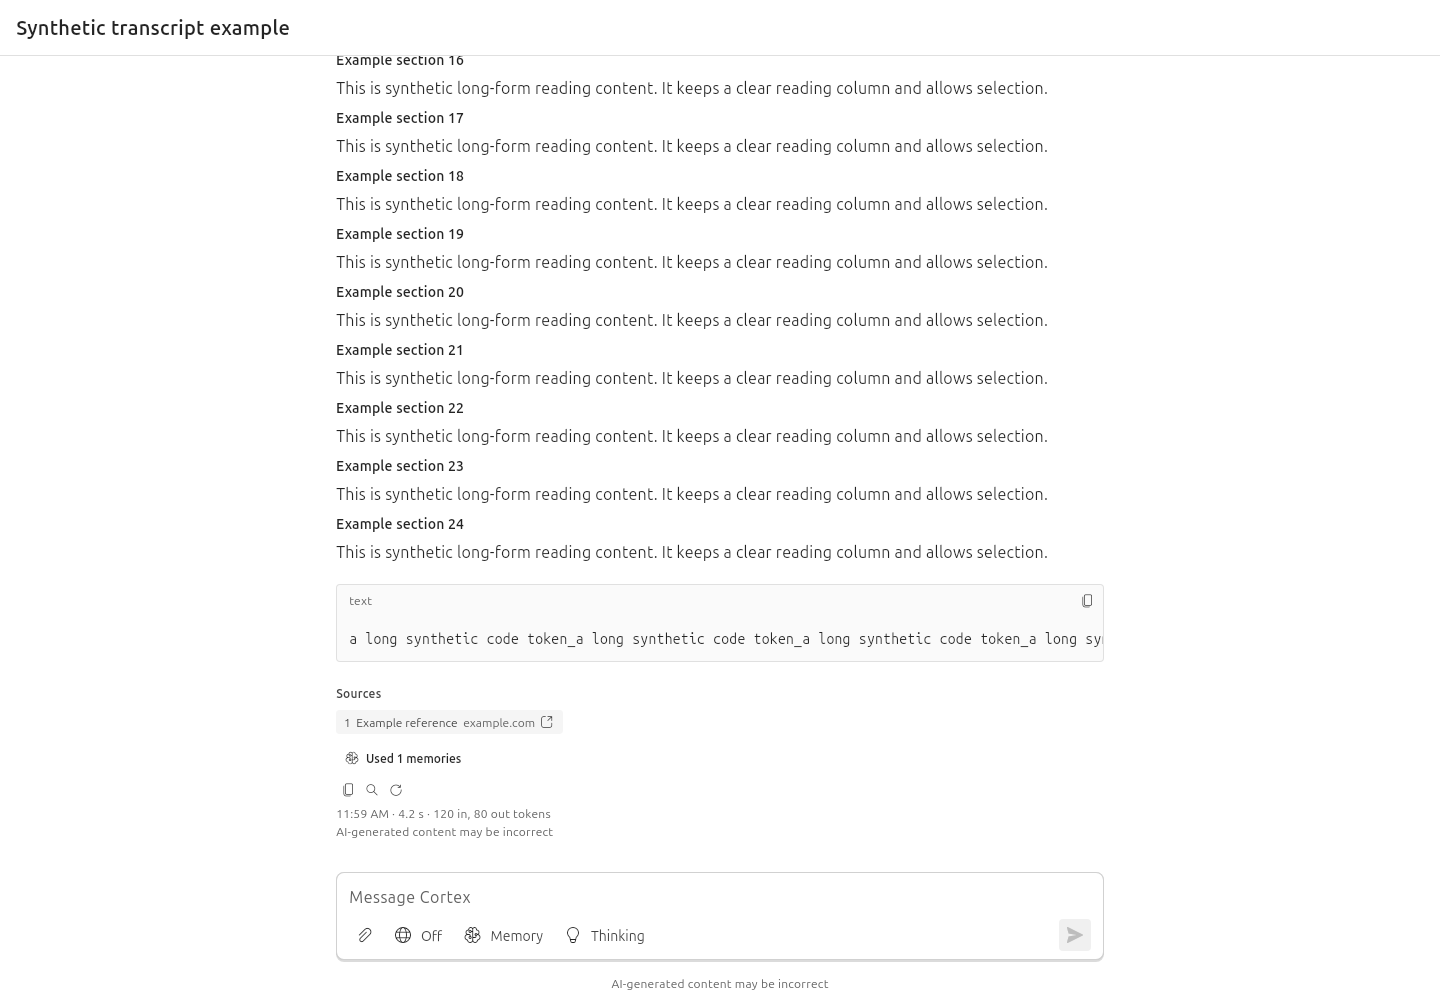 Synthetic transcript example
Example section 16
This is synthetic long-form reading content. It keeps a clear reading column and allows selection.
Example section 17
This is synthetic long-form reading content. It keeps a clear reading column and allows selection.
Example section 18
This is synthetic long-form reading content. It keeps a clear reading column and allows selection.
Example section 19
This is synthetic long-form reading content. It keeps a clear reading column and allows selection.
Example section 20
This is synthetic long-form reading content. It keeps a clear reading column and allows selection.
Example section 21
This is synthetic long-form reading content. It keeps a clear reading column and allows selection.
Example section 22
This is synthetic long-form reading content. It keeps a clear reading column and allows selection.
Example section 23
This is synthetic long-form reading content. It keeps a clear reading column and allows selection.
Example section 24
This is synthetic long-form reading content. It keeps a clear reading column and allows selection.
text
a long synthetic code token_a long synthetic code token_a long synthetic code token_a long sy
Sources
1 Example reference example.com
Used 1 memories
11:59 AM · 4.2 s · 120 in, 80 out tokens
AI-generated content may be incorrect
Message Cortex
Off Memory Thinking
AI-generated content may be incorrect